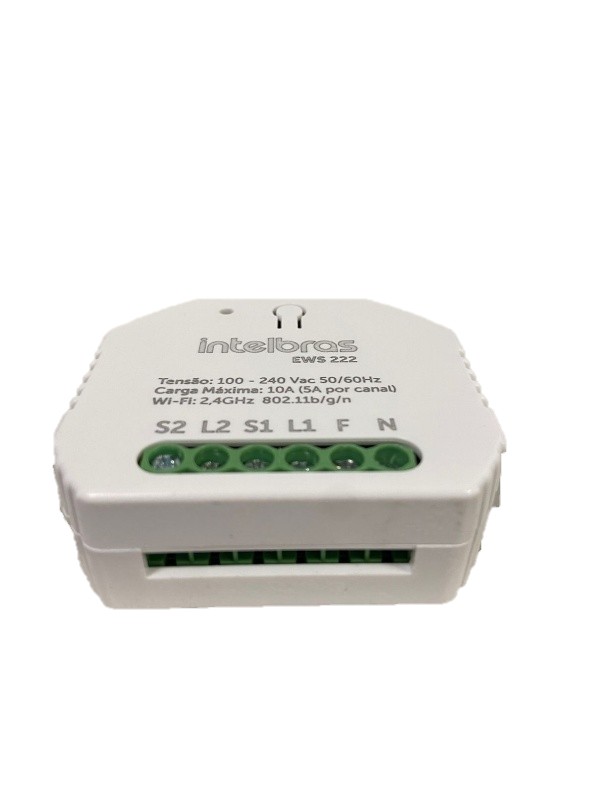 intelbras
EWS 222
Tensão: 100 - 240 Vac 50/60Hz
Carga Máxima: 10A (5A por canal)
Wi-Fi: 2,4GHz 802.11b/g/n
S2 L2 S1 L1 F N